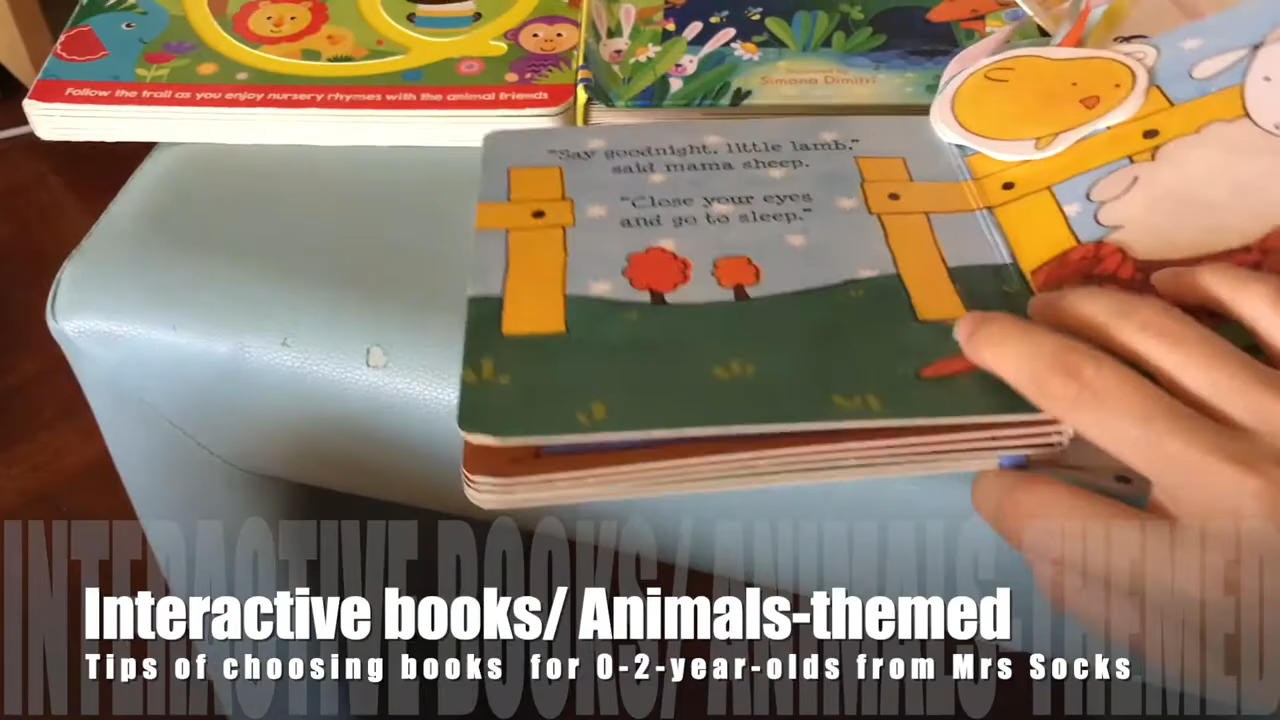 Follow the trail as you enjoy nursery rhymes with the animal friends
Illustrated by
Simona Dimitri
"Say goodnight, little lamb,"
said mama sheep.
"Close your eyes
and go to sleep."
INTERACTIVE BOOKS/ ANIMALS-THEMED
Interactive books/ Animals-themed
Tips of choosing books for 0-2-year-olds from Mrs Socks